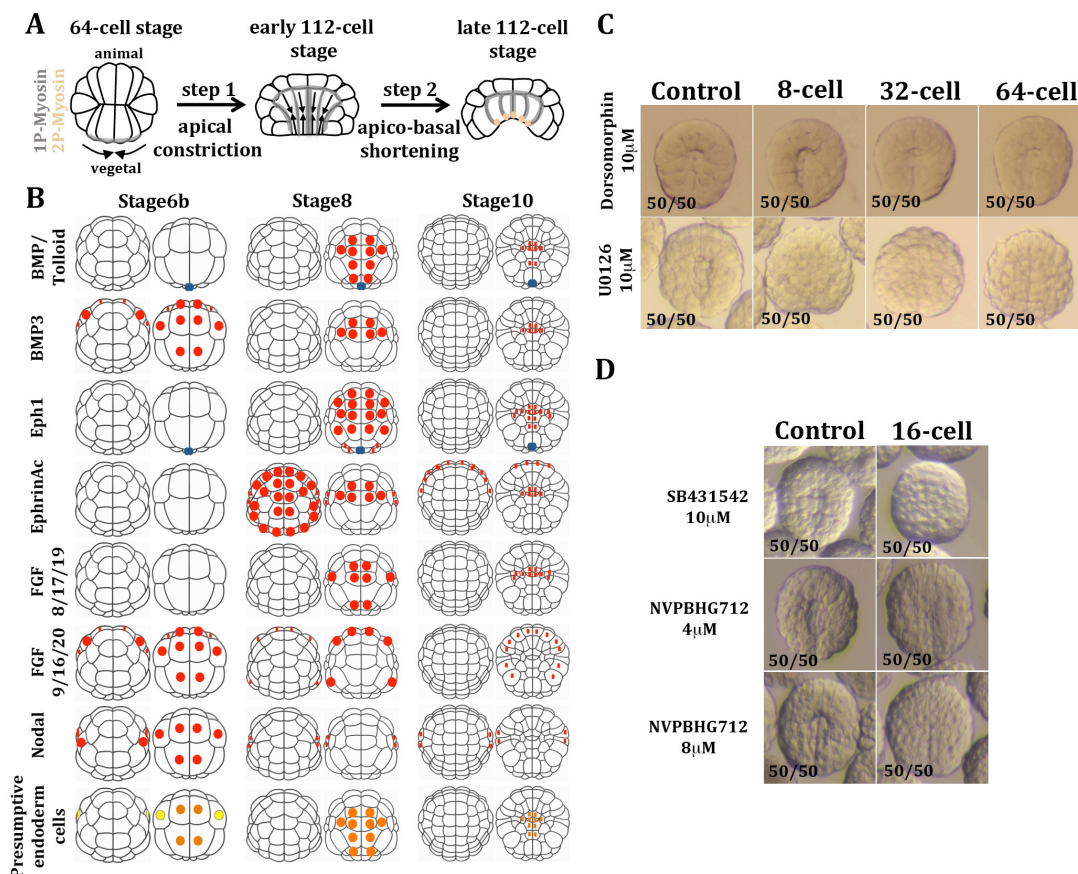 A
64-cell stage
early 112-cell
stage
late 112-cell
stage
animal
1P-Myosin
2P-Myosin
step 1
apical
constriction
step 2
apico-basal
shortening
vegetal
B
Stage6b
Stage8
Stage10
BMP/
Tolloid
BMP3
Eph1
EphrinAc
FGF
8/17/19
FGF
9/16/20
Nodal
Presumptive
endoderm
cells
C
Control
8-cell
32-cell
64-cell
Dorsomorphin
10µM
50/50
50/50
50/50
50/50
U0126
10µM
50/50
50/50
50/50
50/50
D
Control
16-cell
SB431542
10µM
50/50
50/50
NVPBHG712
4µM
50/50
50/50
NVPBHG712
8µM
50/50
50/50